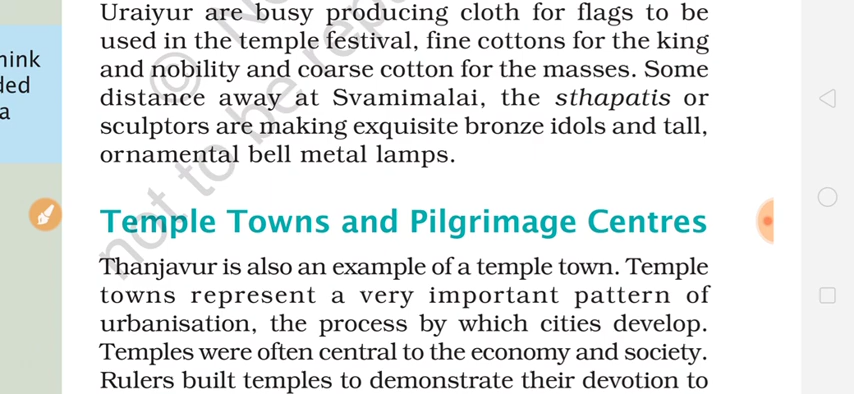 Uraiyur are busy producing cloth for flags to be
used in the temple festival, fine cottons for the king
and nobility and coarse cotton for the masses. Some
distance away at Svamimalai, the sthapatis or
sculptors are making exquisite bronze idols and tall,
ornamental bell metal lamps.
Temple Towns and Pilgrimage Centres
Thanjavur is also an example of a temple town. Temple
towns represent a very important pattern of
urbanisation, the process by which cities develop.
Temples were often central to the economy and society.
Rulers built temples to demonstrate their devotion to
not to be
©
a